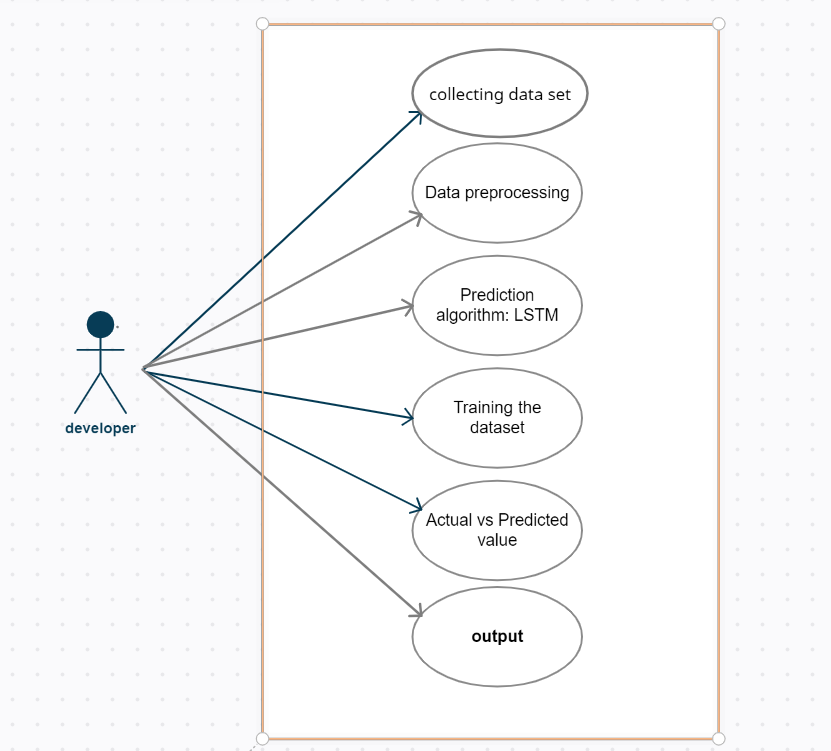 collecting data set
Data preprocessing
Prediction
algorithm: LSTM
developer
Training the
dataset
Actual vs Predicted
value
output